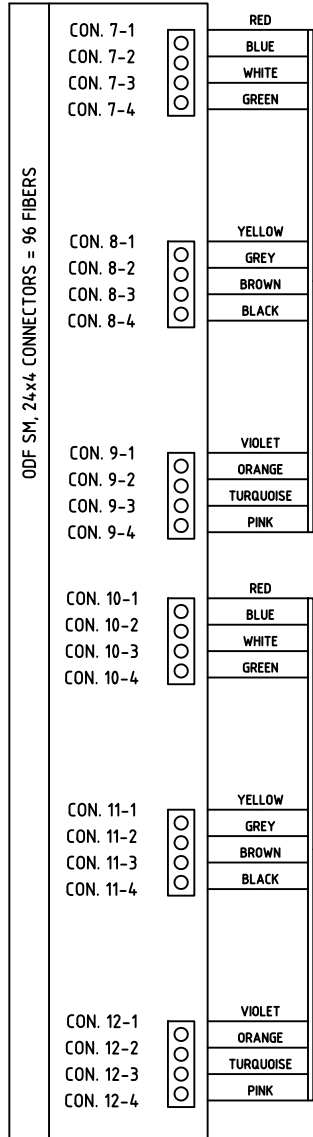 ODF SM, 24x4 CONNECTORS = 96 FIBERS
CON. 7-1
RED
CON. 7-2
BLUE
CON. 7-3
WHITE
CON. 7-4
GREEN
CON. 8-1
YELLOW
CON. 8-2
GREY
CON. 8-3
BROWN
CON. 8-4
BLACK
CON. 9-1
VIOLET
CON. 9-2
ORANGE
CON. 9-3
TURQUOISE
CON. 9-4
PINK
CON. 10-1
RED
CON. 10-2
BLUE
CON. 10-3
WHITE
CON. 10-4
GREEN
CON. 11-1
YELLOW
CON. 11-2
GREY
CON. 11-3
BROWN
CON. 11-4
BLACK
CON. 12-1
VIOLET
CON. 12-2
ORANGE
CON. 12-3
TURQUOISE
CON. 12-4
PINK